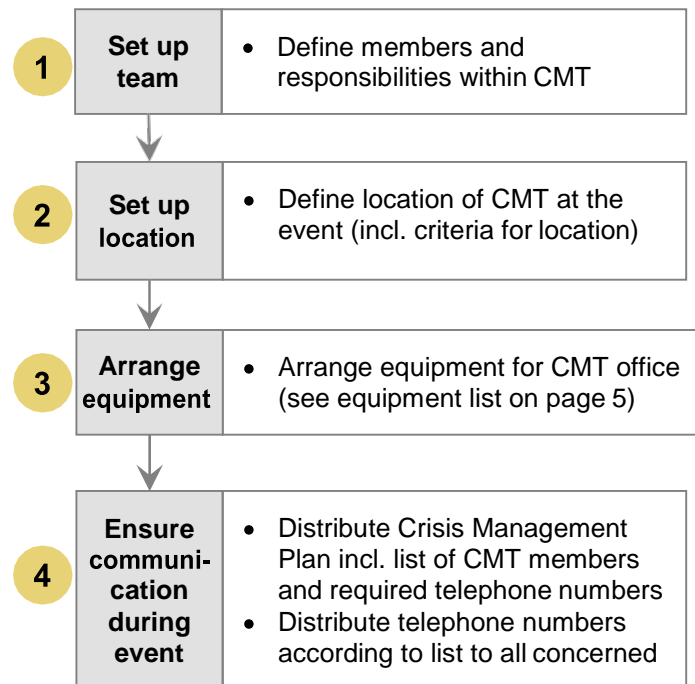 1
Set up
team
• Define members and
responsibilities within CMT
2
Set up
location
• Define location of CMT at the
event (incl. criteria for location)
3
Arrange
equipment
• Arrange equipment for CMT office
(see equipment list on page 5)
4
Ensure
communi-
cation
during
event
• Distribute Crisis Management
Plan incl. list of CMT members
and required telephone numbers
• Distribute telephone numbers
according to list to all concerned